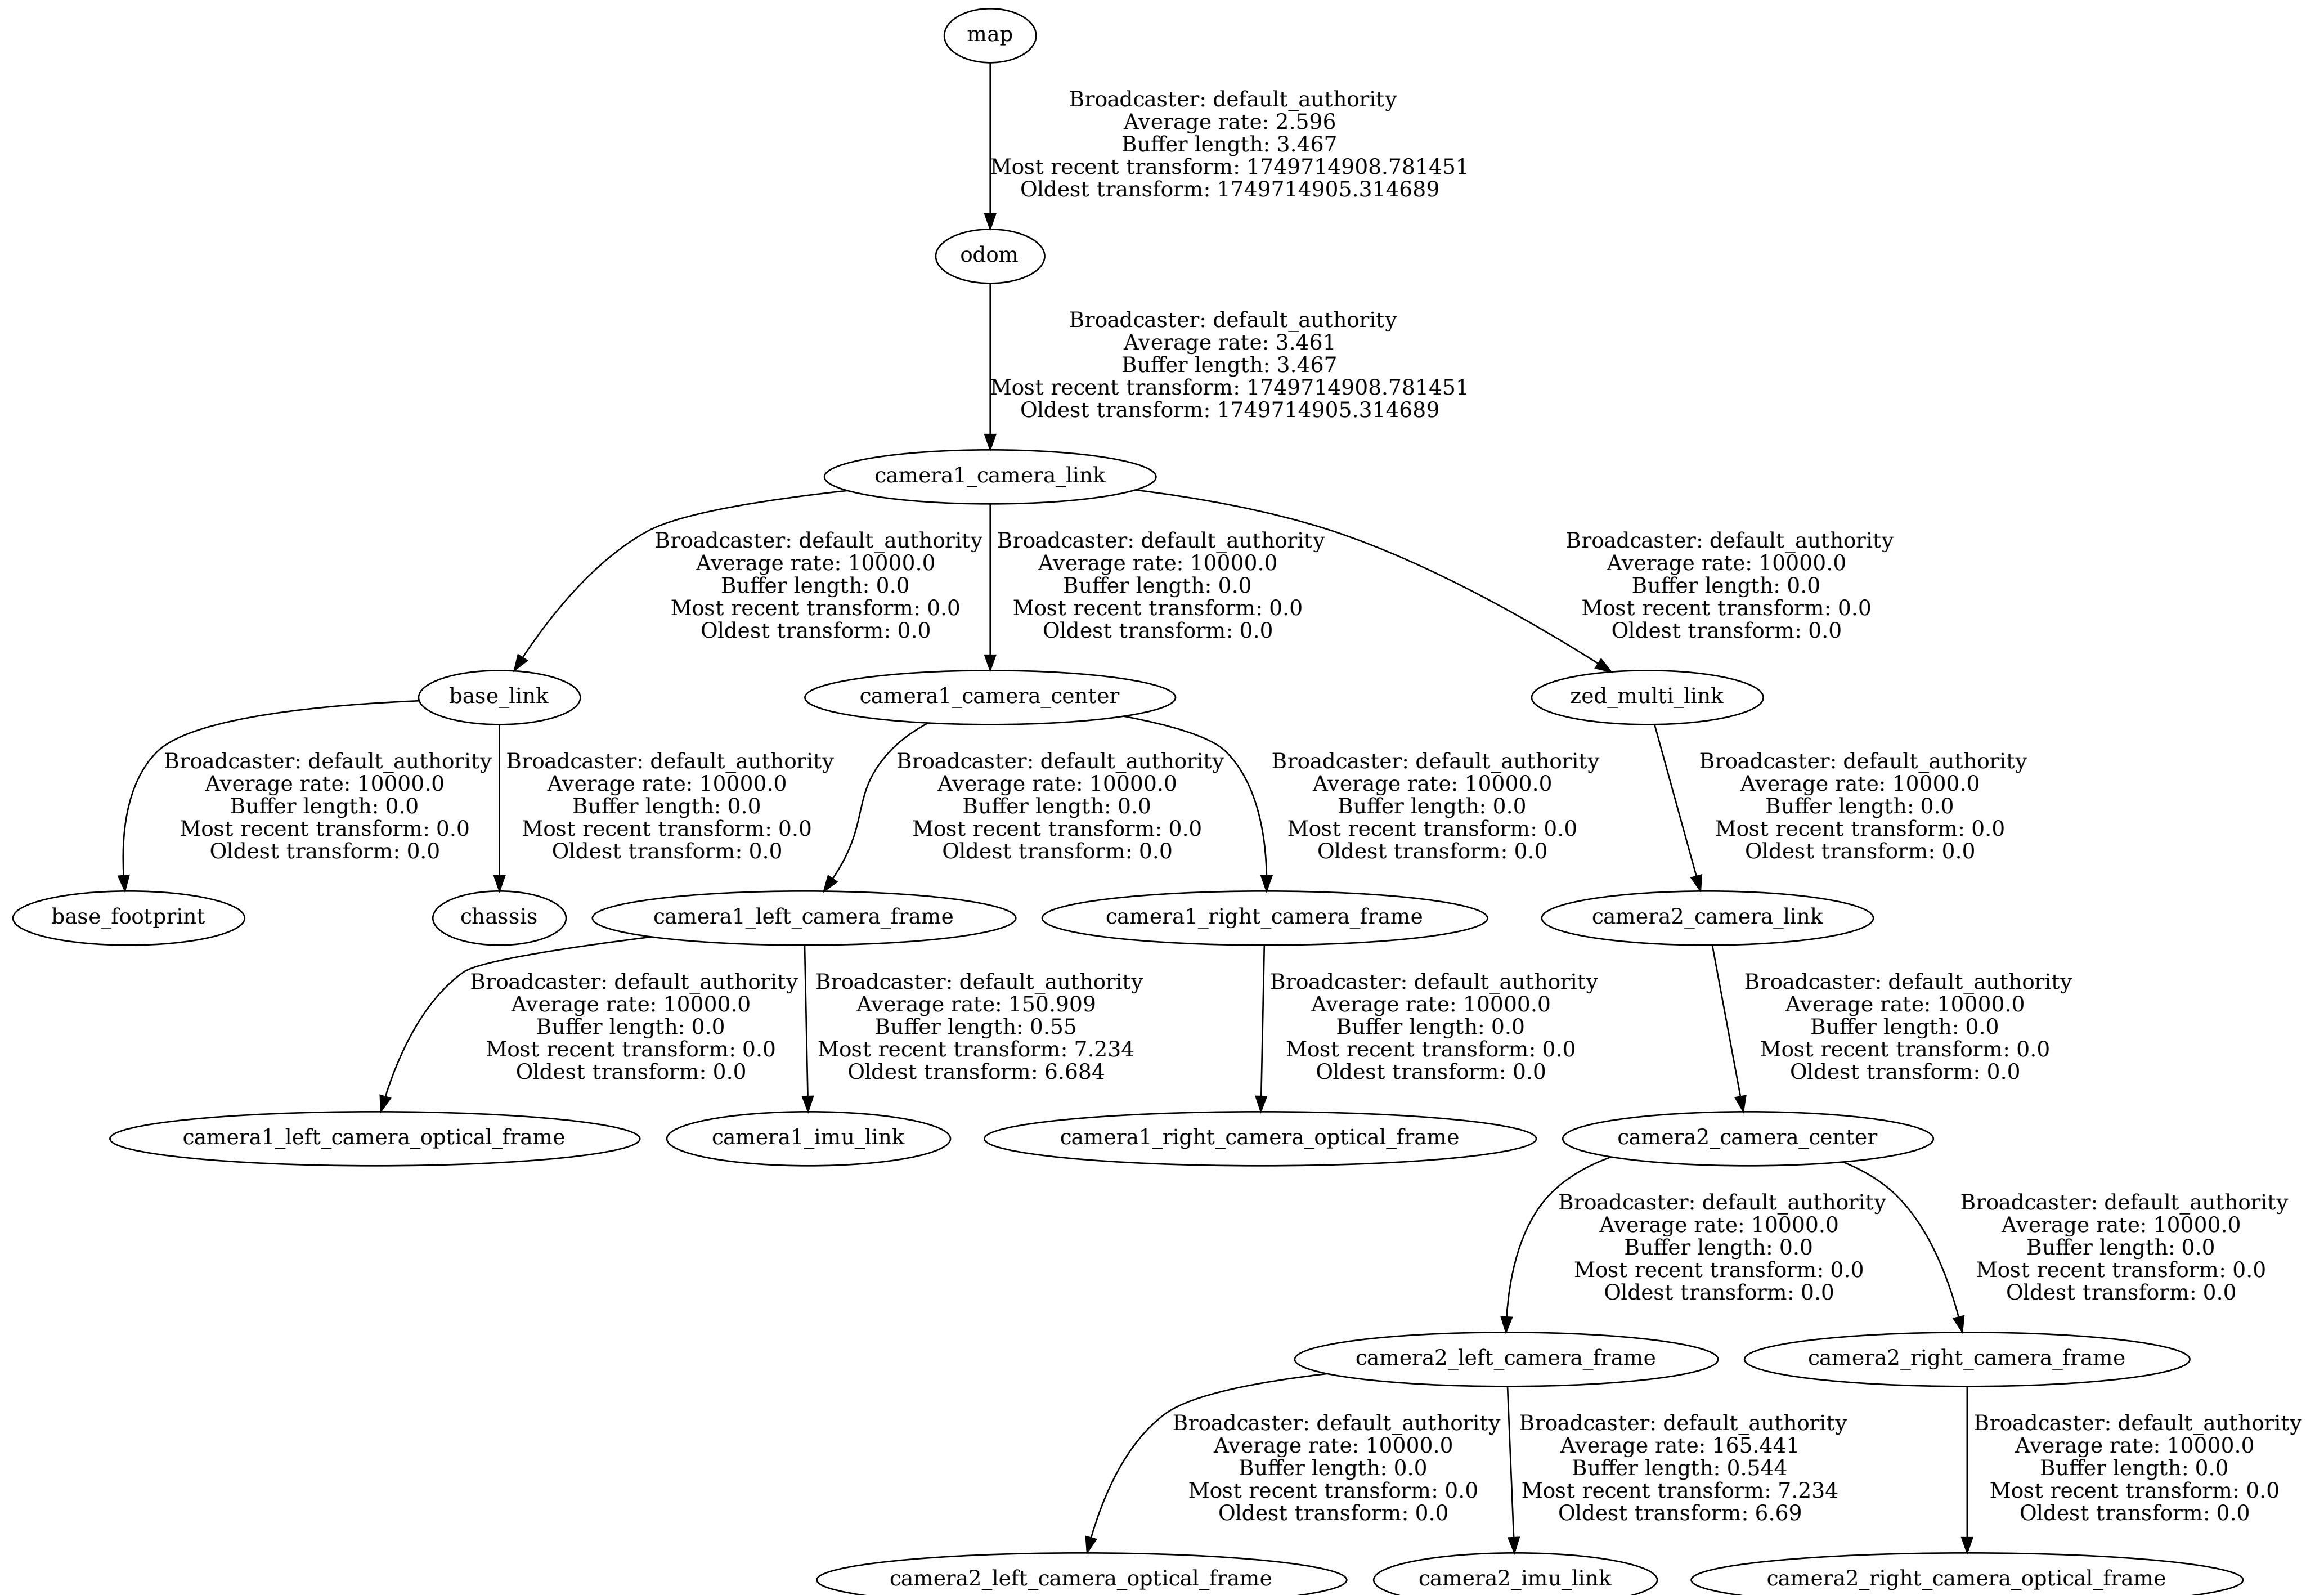 map
Broadcaster: default_authority
Average rate: 2.596
Buffer length: 3.467
Most recent transform: 1749714908.781451
Oldest transform: 1749714905.314689
odom
Broadcaster: default_authority
Average rate: 3.461
Buffer length: 3.467
Most recent transform: 1749714908.781451
Oldest transform: 1749714905.314689
camera1_camera_link
Broadcaster: default_authority
Average rate: 10000.0
Buffer length: 0.0
Most recent transform: 0.0
Oldest transform: 0.0
Broadcaster: default_authority
Average rate: 10000.0
Buffer length: 0.0
Most recent transform: 0.0
Oldest transform: 0.0
Broadcaster: default_authority
Average rate: 10000.0
Buffer length: 0.0
Most recent transform: 0.0
Oldest transform: 0.0
base_link
camera1_camera_center
zed_multi_link
Broadcaster: default_authority
Average rate: 10000.0
Buffer length: 0.0
Most recent transform: 0.0
Oldest transform: 0.0
Broadcaster: default_authority
Average rate: 10000.0
Buffer length: 0.0
Most recent transform: 0.0
Oldest transform: 0.0
Broadcaster: default_authority
Average rate: 10000.0
Buffer length: 0.0
Most recent transform: 0.0
Oldest transform: 0.0
Broadcaster: default_authority
Average rate: 10000.0
Buffer length: 0.0
Most recent transform: 0.0
Oldest transform: 0.0
Broadcaster: default_authority
Average rate: 10000.0
Buffer length: 0.0
Most recent transform: 0.0
Oldest transform: 0.0
base_footprint
chassis
camera1_left_camera_frame
camera1_right_camera_frame
camera2_camera_link
Broadcaster: default_authority
Average rate: 10000.0
Buffer length: 0.0
Most recent transform: 0.0
Oldest transform: 0.0
Broadcaster: default_authority
Average rate: 150.909
Buffer length: 0.55
Most recent transform: 7.234
Oldest transform: 6.684
Broadcaster: default_authority
Average rate: 10000.0
Buffer length: 0.0
Most recent transform: 0.0
Oldest transform: 0.0
Broadcaster: default_authority
Average rate: 10000.0
Buffer length: 0.0
Most recent transform: 0.0
Oldest transform: 0.0
camera1_left_camera_optical_frame
camera1_imu_link
camera1_right_camera_optical_frame
camera2_camera_center
Broadcaster: default_authority
Average rate: 10000.0
Buffer length: 0.0
Most recent transform: 0.0
Oldest transform: 0.0
Broadcaster: default_authority
Average rate: 10000.0
Buffer length: 0.0
Most recent transform: 0.0
Oldest transform: 0.0
camera2_left_camera_frame
camera2_right_camera_frame
Broadcaster: default_authority
Average rate: 10000.0
Buffer length: 0.0
Most recent transform: 0.0
Oldest transform: 0.0
Broadcaster: default_authority
Average rate: 165.441
Buffer length: 0.544
Most recent transform: 7.234
Oldest transform: 6.69
Broadcaster: default_authority
Average rate: 10000.0
Buffer length: 0.0
Most recent transform: 0.0
Oldest transform: 0.0
camera2_left_camera_optical_frame
camera2_imu_link
camera2_right_camera_optical_frame